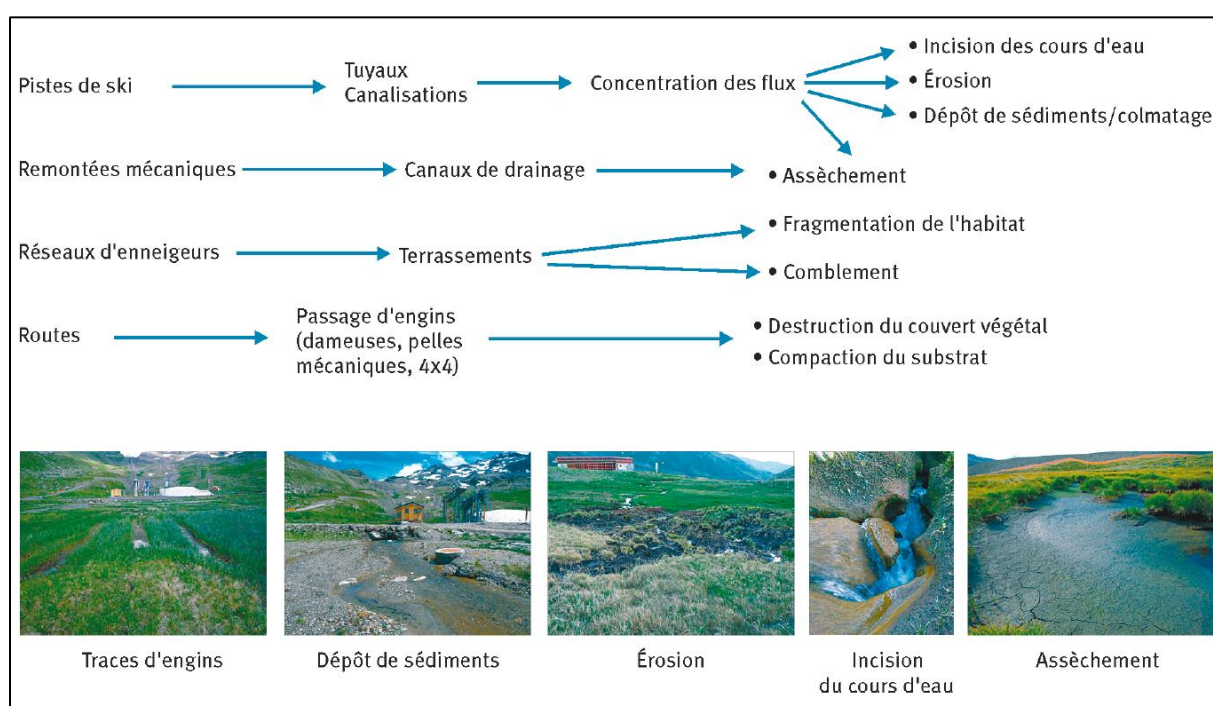 Pistes de ski
Tuyaux
Canalisations
Concentration des flux
• Incision des cours d'eau
• Érosion
• Dépôt de sédiments/colmatage
Remontées mécaniques
Canaux de drainage
• Assèchement
Réseaux d'enneigeurs
Terrassements
• Fragmentation de l'habitat
• Comblement
Routes
Passage d'engins
(dameuses, pelles
mécaniques, 4x4)
• Destruction du couvert végétal
• Compaction du substrat
Traces d'engins
Dépôt de sédiments
Érosion
Incision
du cours d'eau
Assèchement